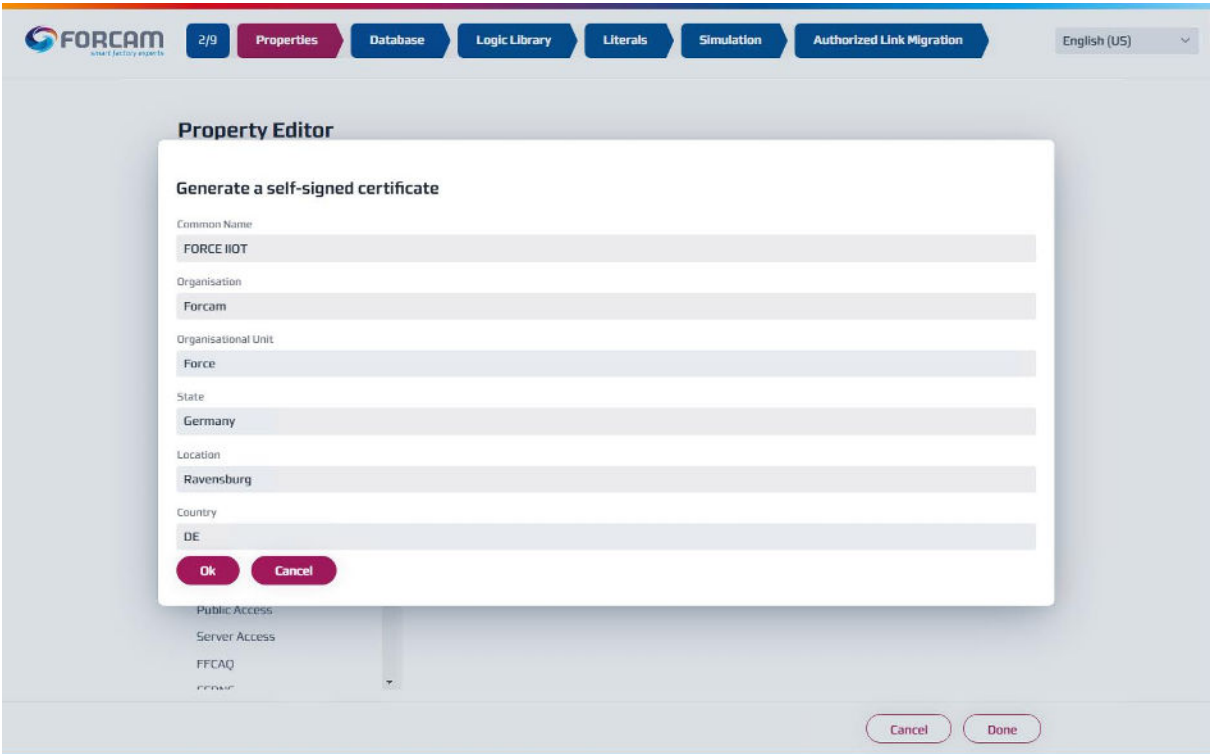 FORCAM
smart factory experts
2/9 Properties Database Logic Library Literals Simulation Authorized Link Migration English (US)
Property Editor
Generate a self-signed certificate
Common Name
FORCE IIOT
Organisation
Forcam
Organisational Unit
Force
State
Germany
Location
Ravensburg
Country
DE
Ok Cancel
Public Access
Server Access
FFCAQ
Cancel Done